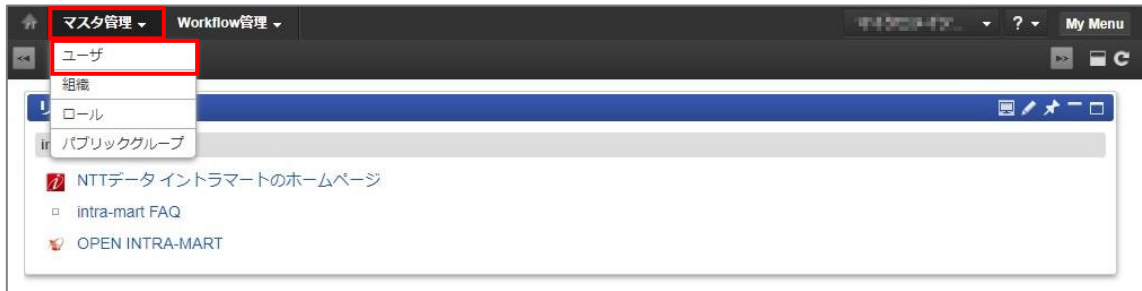 マスタ管理 Workflow管理 ? My Menu
ユーザ
組織
ロール
パブリックグループ
NTTデータ イントラマートのホームページ
intra-mart FAQ
OPEN INTRA-MART